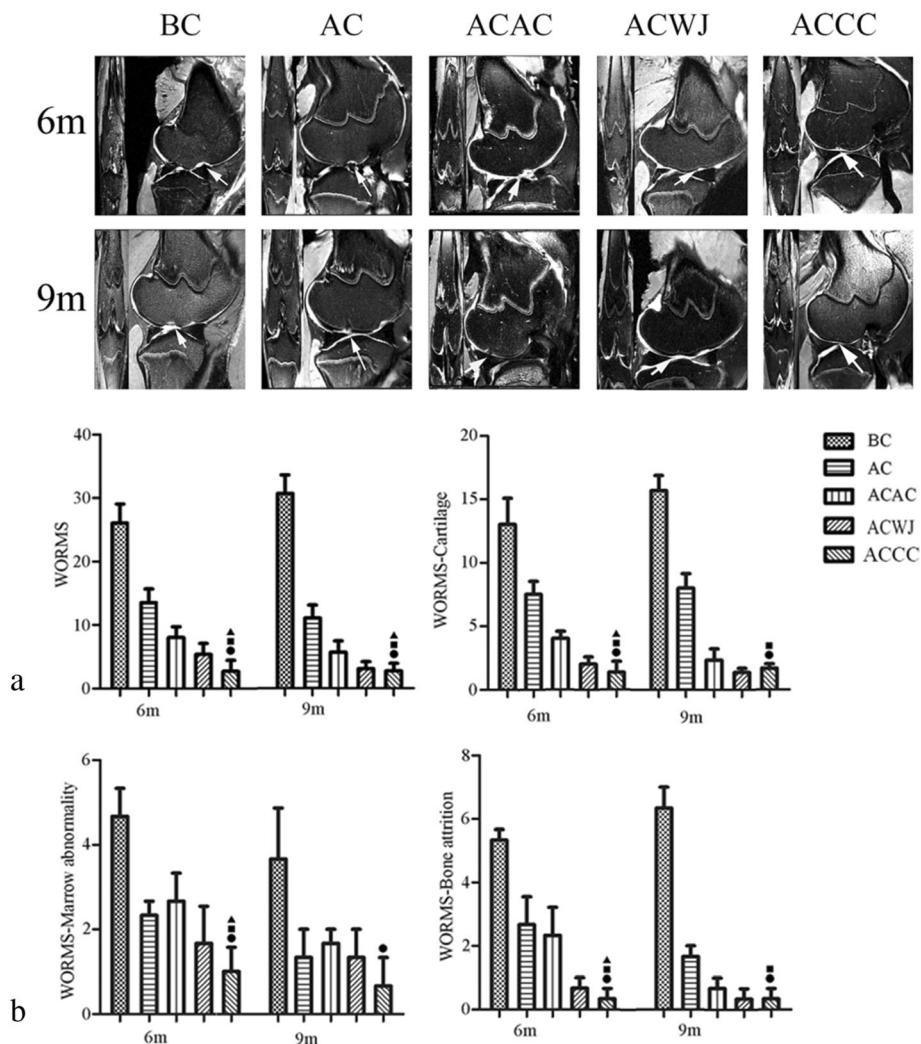 BC AC ACAC ACWJ ACCC
6m
9m
WORMS
40
30
20
10
0
6m 9m
WORMS-Cartilage
20
15
10
5
0
6m 9m
BC
AC
ACAC
ACWJ
ACCC
a
WORMS-Marrow abnormality
6
4
2
0
6m 9m
WORMS-Bone attrition
8
6
4
2
0
6m 9m
b